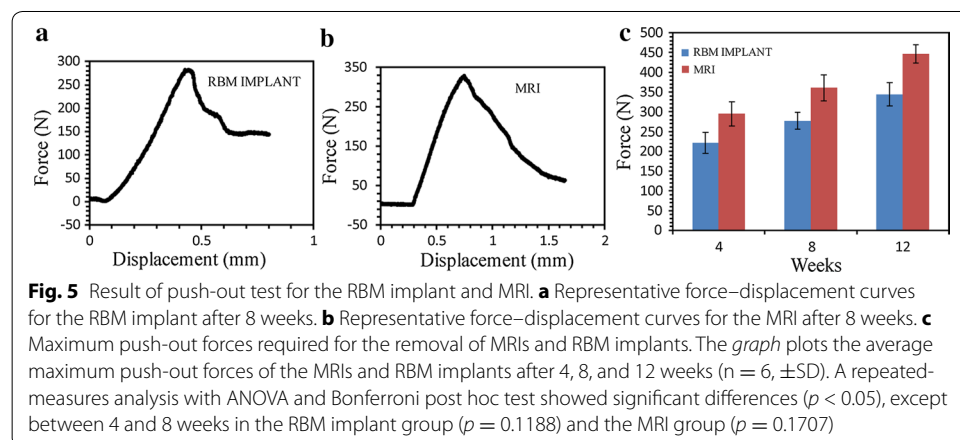 a
300
250
200
150
100
50
0
-50
Force (N)
RBM IMPLANT
0 0.5 1
Displacement (mm)
b
350
250
150
50
-50
Force (N)
MRI
0 0.5 1 1.5 2
Displacement (mm)
c
500
450
400
350
300
250
200
150
100
50
0
Force (N)
RBM IMPLANT
MRI
4 8 12
Weeks
Fig. 5 Result of push-out test for the RBM implant and MRI. a Representative force–displacement curves
for the RBM implant after 8 weeks. b Representative force–displacement curves for the MRI after 8 weeks. c
Maximum push-out forces required for the removal of MRIs and RBM implants. The graph plots the average
maximum push-out forces of the MRIs and RBM implants after 4, 8, and 12 weeks (n = 6, ±SD). A repeated-
measures analysis with ANOVA and Bonferroni post hoc test showed significant differences (p < 0.05), except
between 4 and 8 weeks in the RBM implant group (p = 0.1188) and the MRI group (p = 0.1707)